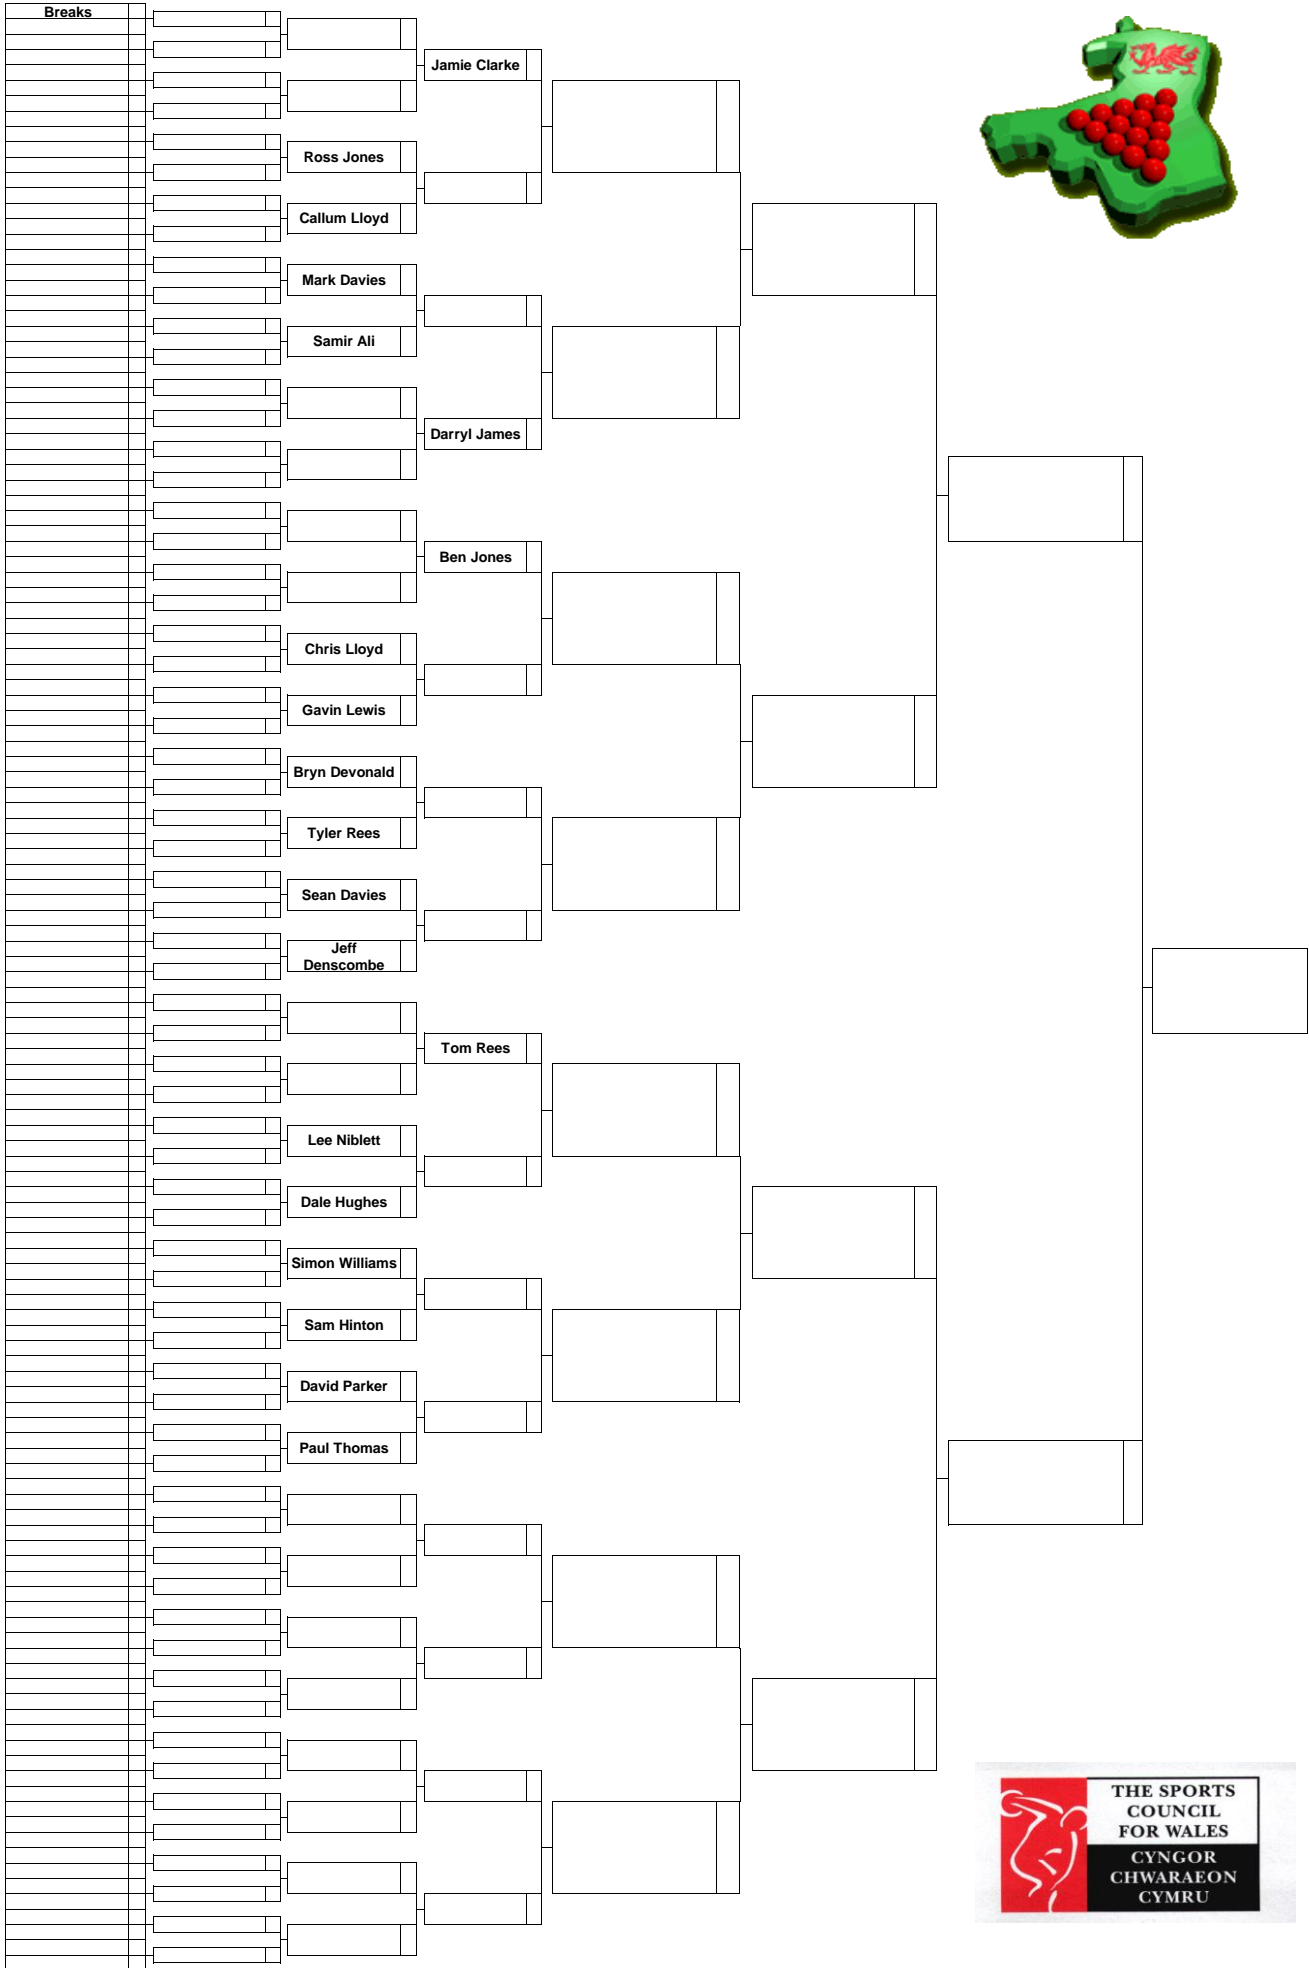 Breaks
Jamie Clarke
Ross Jones
Callum Lloyd
Mark Davies
Samir Ali
Darryl James
Ben Jones
Chris Lloyd
Gavin Lewis
Bryn Devonald
Tyler Rees
Sean Davies
Jeff
Denscombe
Tom Rees
Lee Niblett
Dale Hughes
Simon Williams
Sam Hinton
David Parker
Paul Thomas
THE SPORTS
COUNCIL
FOR WALES
CYNGOR
CHWARAEON
CYMRU